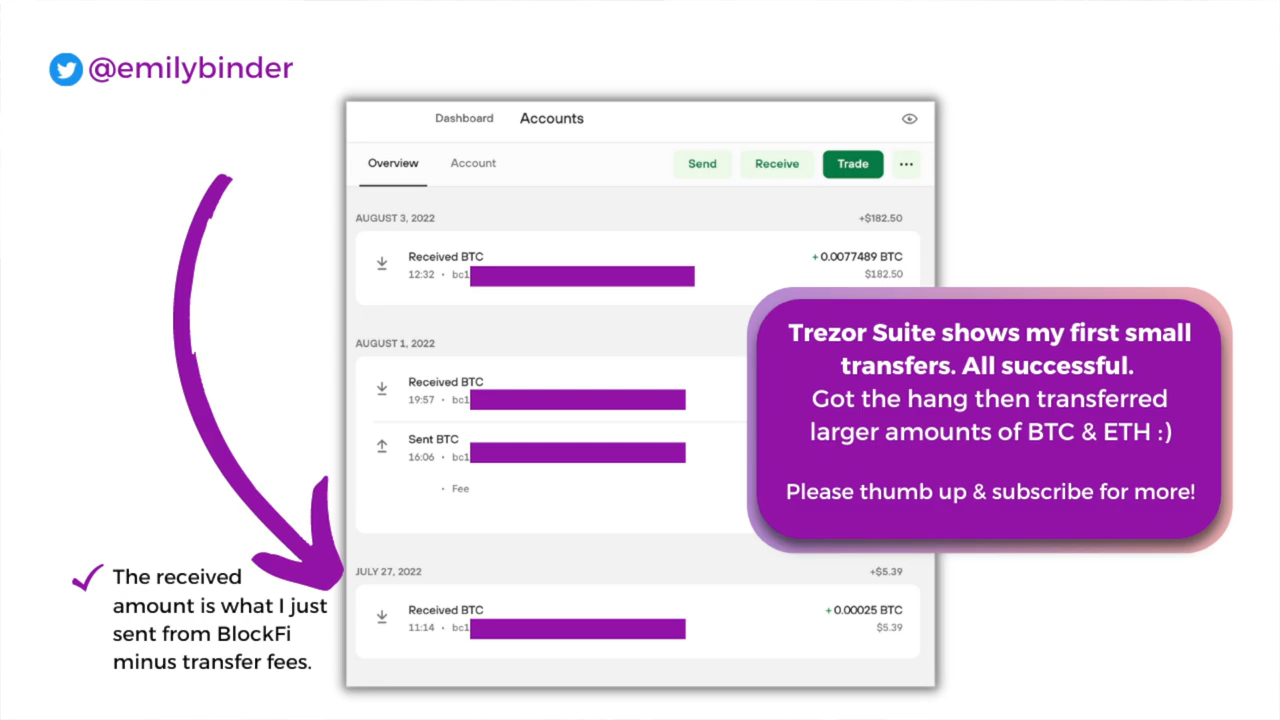 @emilybinder
Dashboard Accounts
Overview Account Send Receive Trade ...
AUGUST 3, 2022 +$182.50
Received BTC + 0.0077489 BTC
12:32 · bc1 $182.50
AUGUST 1, 2022
Received BTC
19:57 · bc1
Sent BTC
16:06 · bc1
· Fee
JULY 27, 2022 +$5.39
Received BTC + 0.00025 BTC
11:14 · bc1 $5.39
Trezor Suite shows my first small
transfers. All successful.
Got the hang then transferred
larger amounts of BTC & ETH :)
Please thumb up & subscribe for more!
The received
amount is what I just
sent from BlockFi
minus transfer fees.